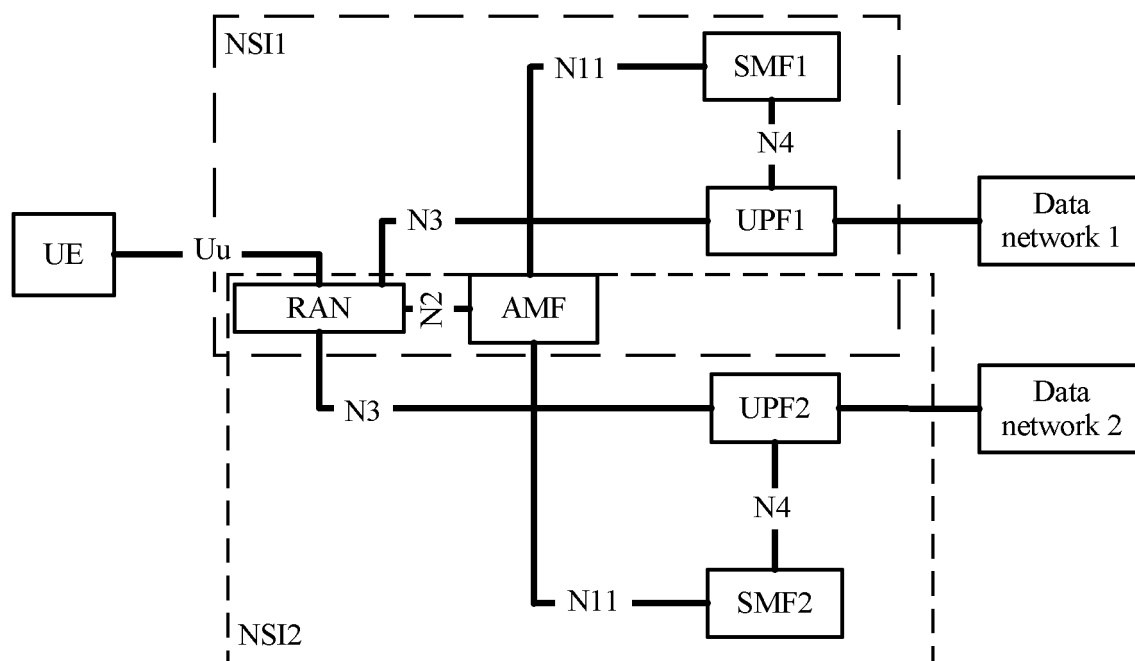 NSI1
N11
SMF1
N4
N3
UPF1
Data
network 1
UE
Uu
RAN
N2
AMF
N3
UPF2
Data
network 2
N4
N11
SMF2
NSI2